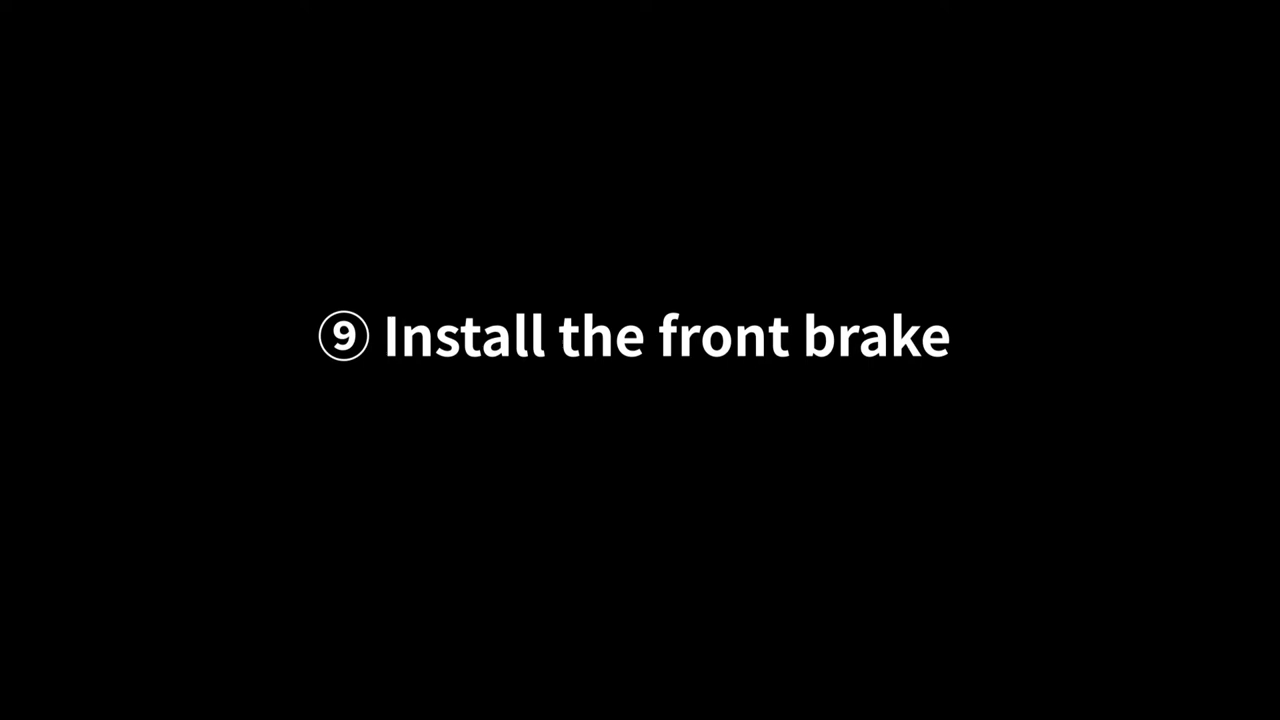 ⑨ Install the front brake